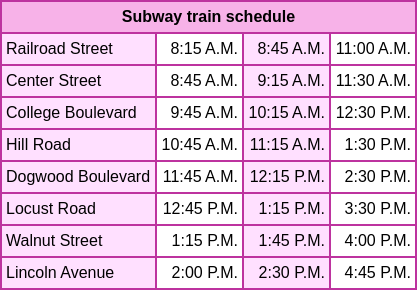 Subway train schedule
Railroad Street 8:15 A.M. 8:45 A.M. 11:00 A.M.
Center Street 8:45 A.M. 9:15 A.M. 11:30 A.M.
College Boulevard 9:45 A.M. 10:15 A.M. 12:30 P.M.
Hill Road 10:45 A.M. 11:15 A.M. 1:30 P.M.
Dogwood Boulevard 11:45 A.M. 12:15 P.M. 2:30 P.M.
Locust Road 12:45 P.M. 1:15 P.M. 3:30 P.M.
Walnut Street 1:15 P.M. 1:45 P.M. 4:00 P.M.
Lincoln Avenue 2:00 P.M. 2:30 P.M. 4:45 P.M.